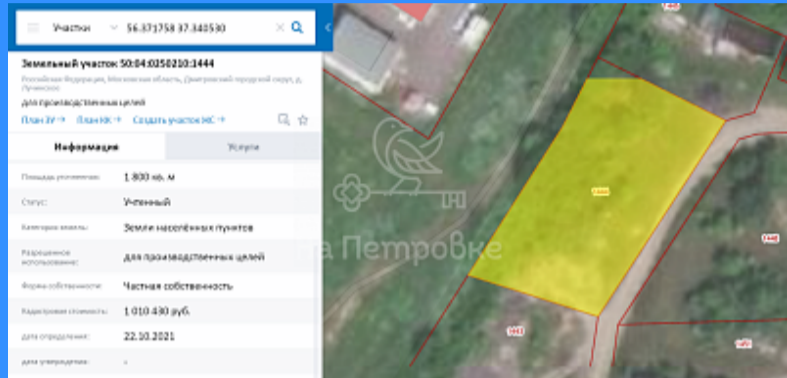 Участки 56.371758 37.340530
Земельный участок 50:04:0250210:1444
Российская Федерация, Московская область, Дмитровский городской округ, д.
Лучинское
для производственных целей
План ЗУ → План КК → Создать участок ЖС →
Информация Услуги
Площадь уточненная: 1 800 кв. м
Статус: Учтенный
Категория земель: Земли населённых пунктов
Разрешенное использование: для производственных целей
Форма собственности: Частная собственность
Кадастровая стоимость: 1 010 430 руб.
дата определения: 22.10.2021
дата утверждения: -
на Петровке